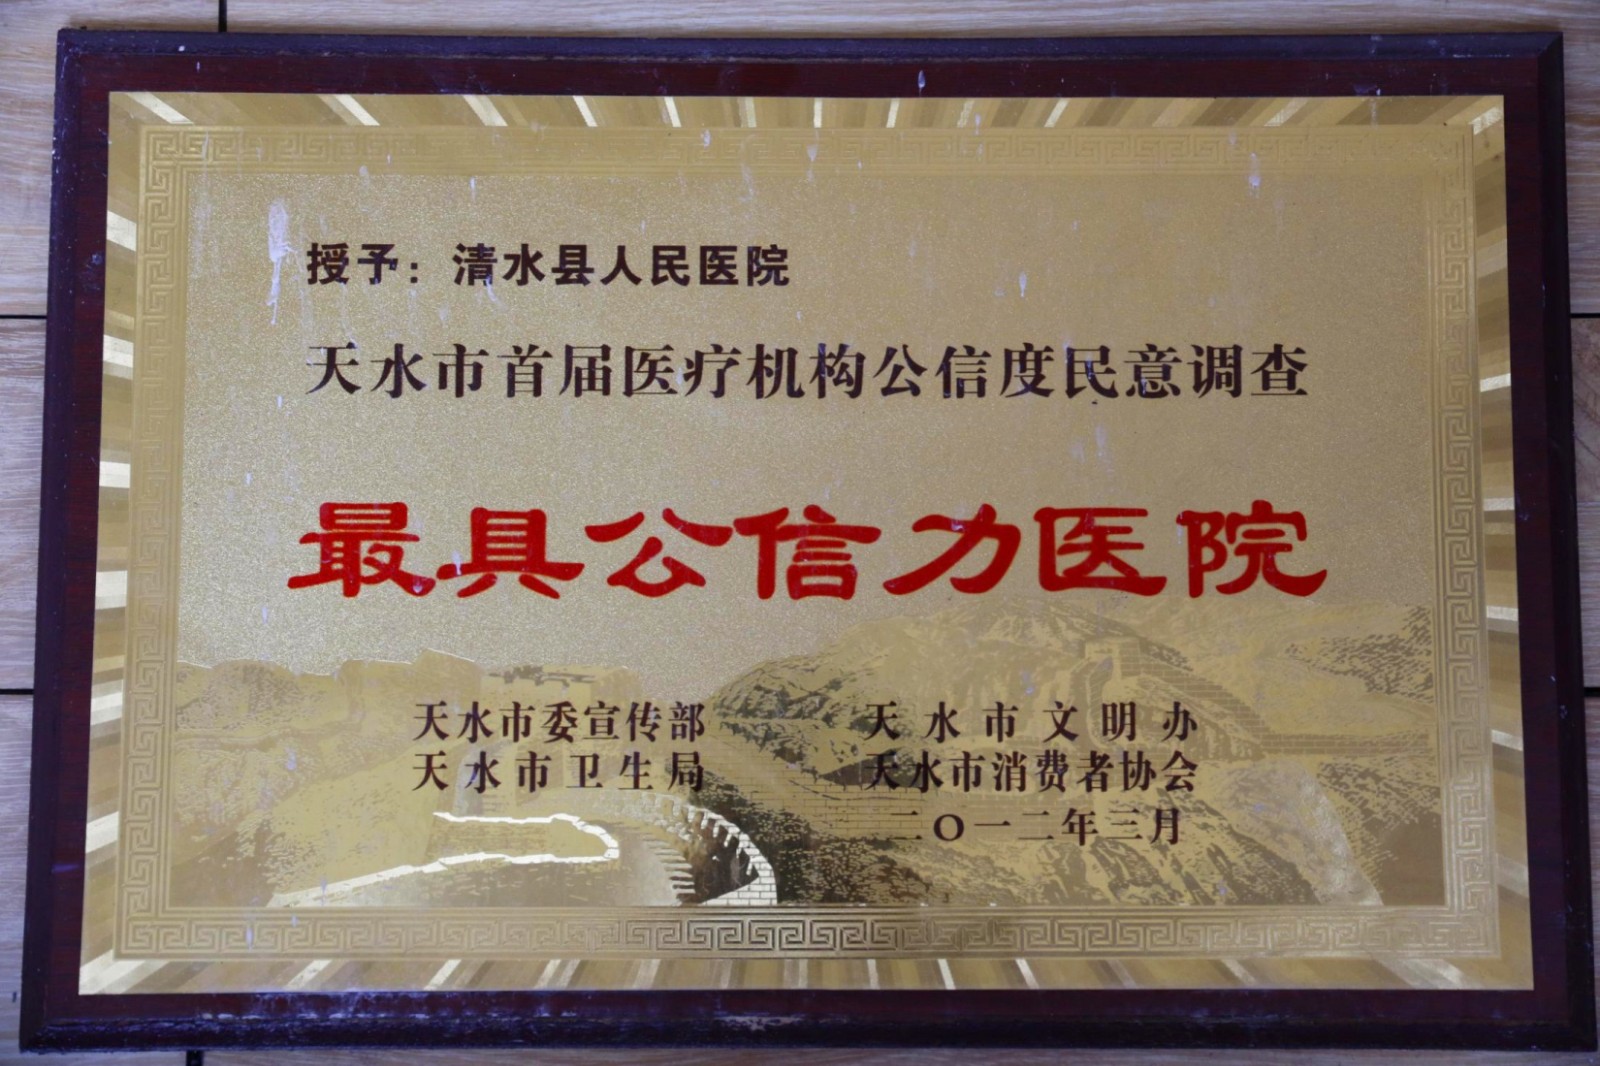 授予：清水县人民医院
天水市首届医疗机构公信度民意调查
最具公信力医院
天水市委宣传部 天水市文明办
天水市卫生局 天水市消费者协会
二〇一二年三月